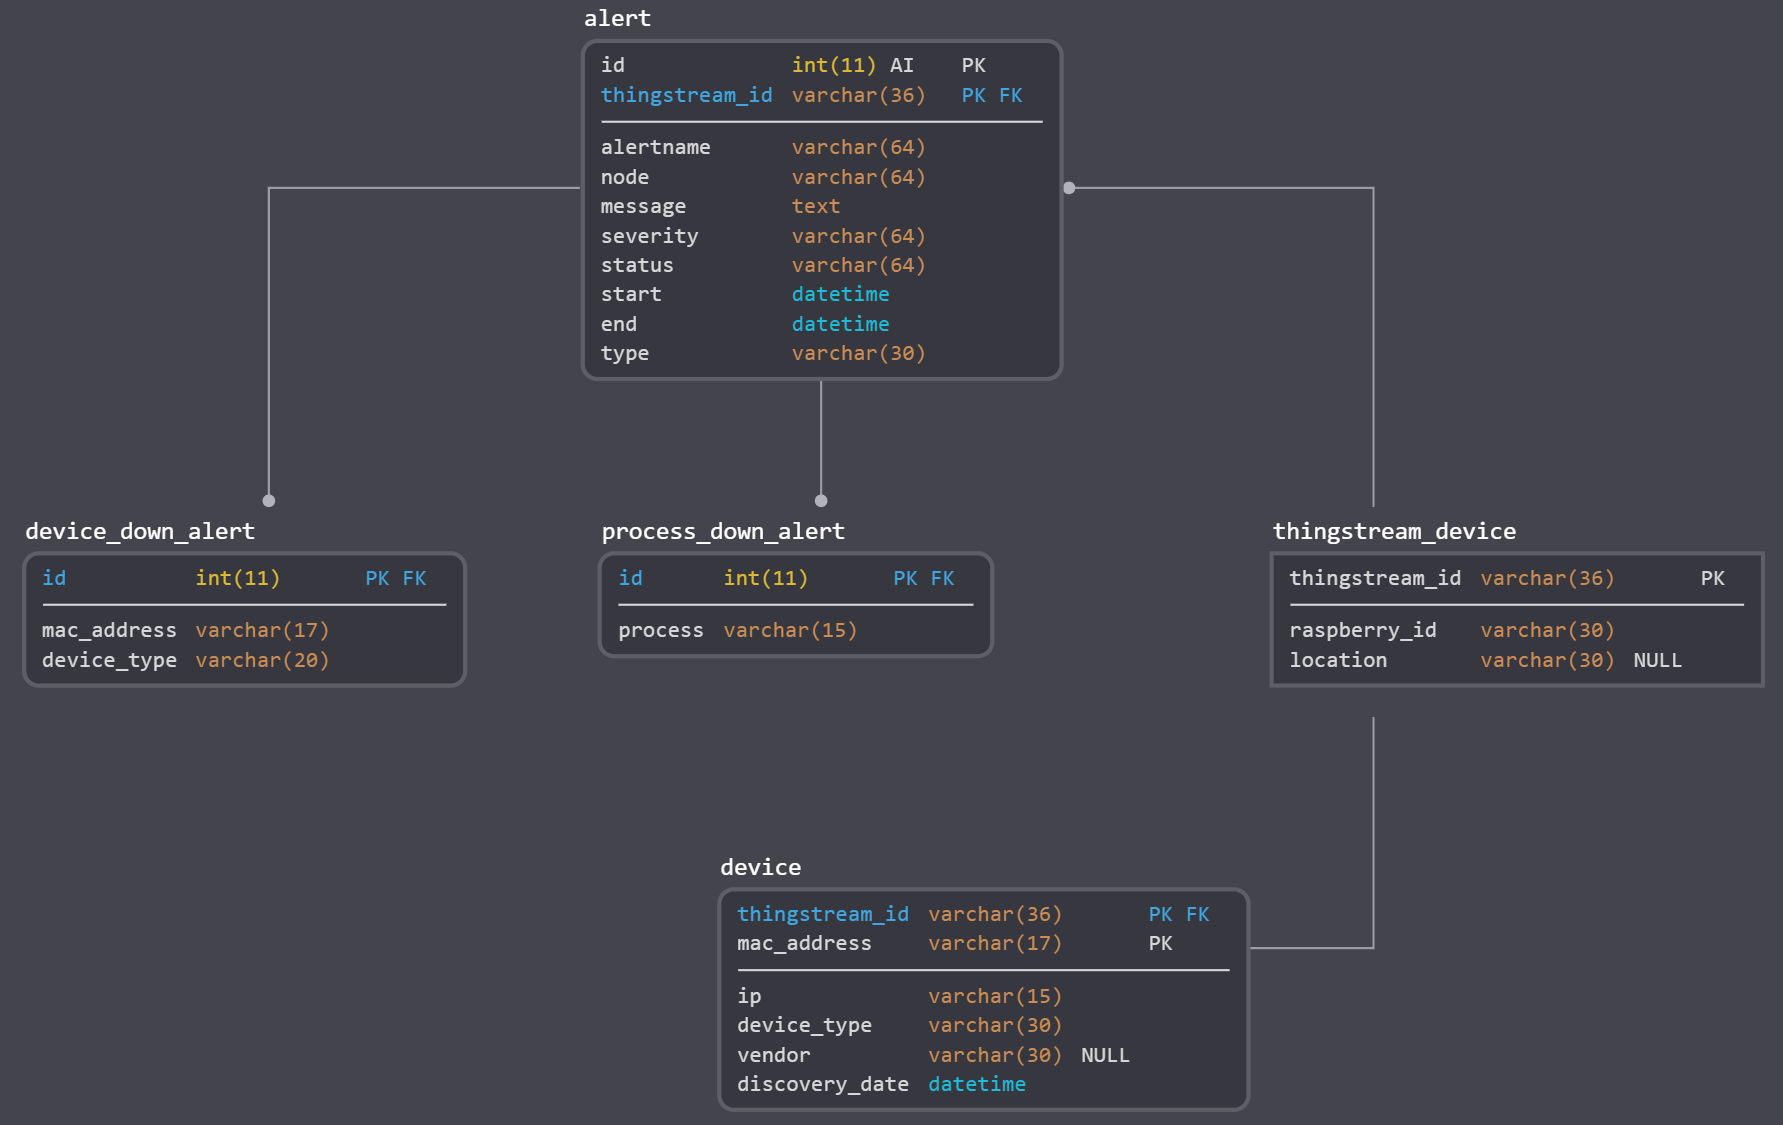 alert
id int(11) AI PK
thingstream_id varchar(36) PK FK
alertname varchar(64)
node varchar(64)
message text
severity varchar(64)
status varchar(64)
start datetime
end datetime
type varchar(30)
device_down_alert
id int(11) PK FK
mac_address varchar(17)
device_type varchar(20)
process_down_alert
id int(11) PK FK
process varchar(15)
thingstream_device
thingstream_id varchar(36) PK
raspberry_id varchar(30)
location varchar(30) NULL
device
thingstream_id varchar(36) PK FK
mac_address varchar(17) PK
ip varchar(15)
device_type varchar(30)
vendor varchar(30) NULL
discovery_date datetime